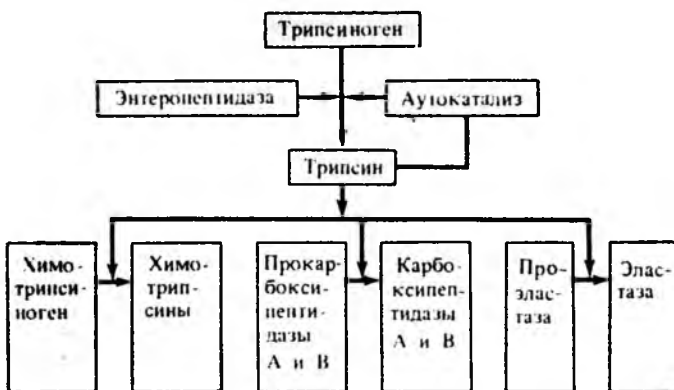 Трипсиноген
Энтеропептидаза
Аутокатализ
Трипсин
Химо-
трипси-
ноген
Химо-
трип-
сины
Прокар-
бокси-
пепти-
дазы
А и В
Карбо-
ксипеп-
тидазы
А и В
Про-
элас-
таза
Элас-
таза